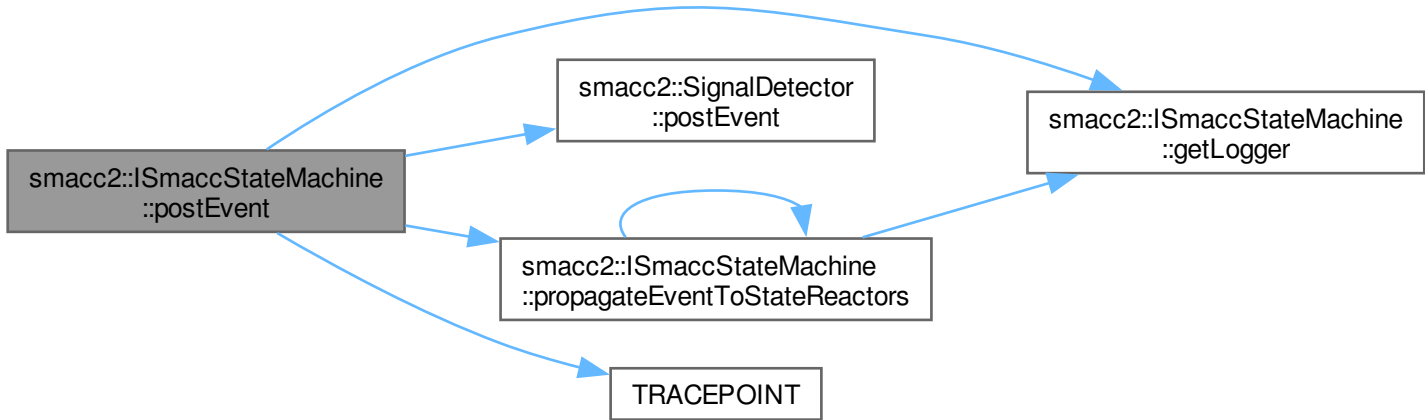 smacc2::ISmaccStateMachine
::postEvent
smacc2::SignalDetector
::postEvent
smacc2::ISmaccStateMachine
::propagateEventToStateReactors
TRACEPOINT
smacc2::ISmaccStateMachine
::getLogger